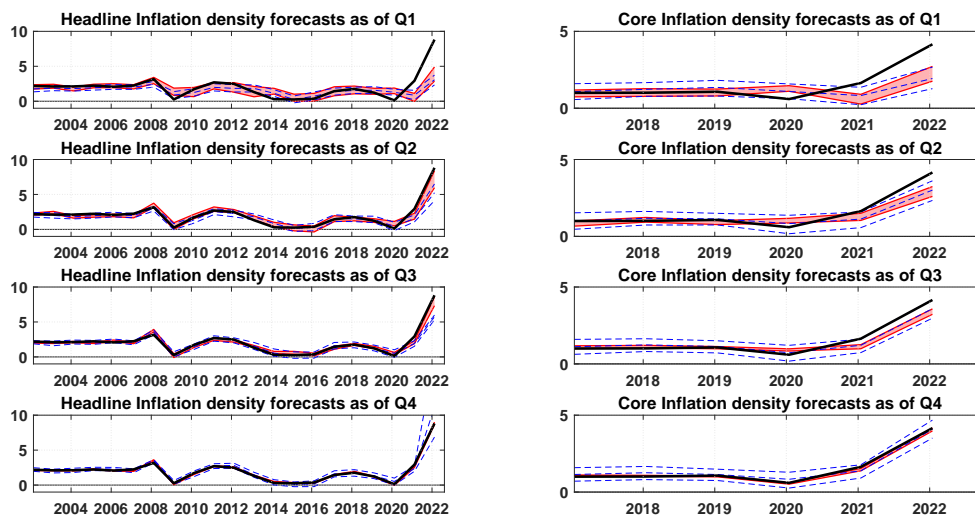 Headline Inflation density forecasts as of Q1
10
5
0
2004 2006 2008 2010 2012 2014 2016 2018 2020 2022
Core Inflation density forecasts as of Q1
5
0
2018 2019 2020 2021 2022
Headline Inflation density forecasts as of Q2
10
5
0
2004 2006 2008 2010 2012 2014 2016 2018 2020 2022
Core Inflation density forecasts as of Q2
5
0
2018 2019 2020 2021 2022
Headline Inflation density forecasts as of Q3
10
5
0
2004 2006 2008 2010 2012 2014 2016 2018 2020 2022
Core Inflation density forecasts as of Q3
5
0
2018 2019 2020 2021 2022
Headline Inflation density forecasts as of Q4
10
5
0
2004 2006 2008 2010 2012 2014 2016 2018 2020 2022
Core Inflation density forecasts as of Q4
5
0
2018 2019 2020 2021 2022